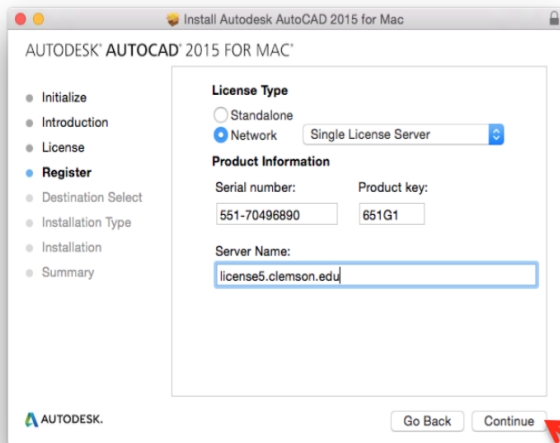 Install Autodesk AutoCAD 2015 for Mac
AUTODESK® AUTOCAD® 2015 FOR MAC®
Initialize
Introduction
License
Register
Destination Select
Installation Type
Installation
Summary
License Type
Standalone
Network Single License Server
Product Information
Serial number: Product key:
551-70496890 651G1
Server Name:
license5.clemson.edu
AUTODESK.
Go Back Continue